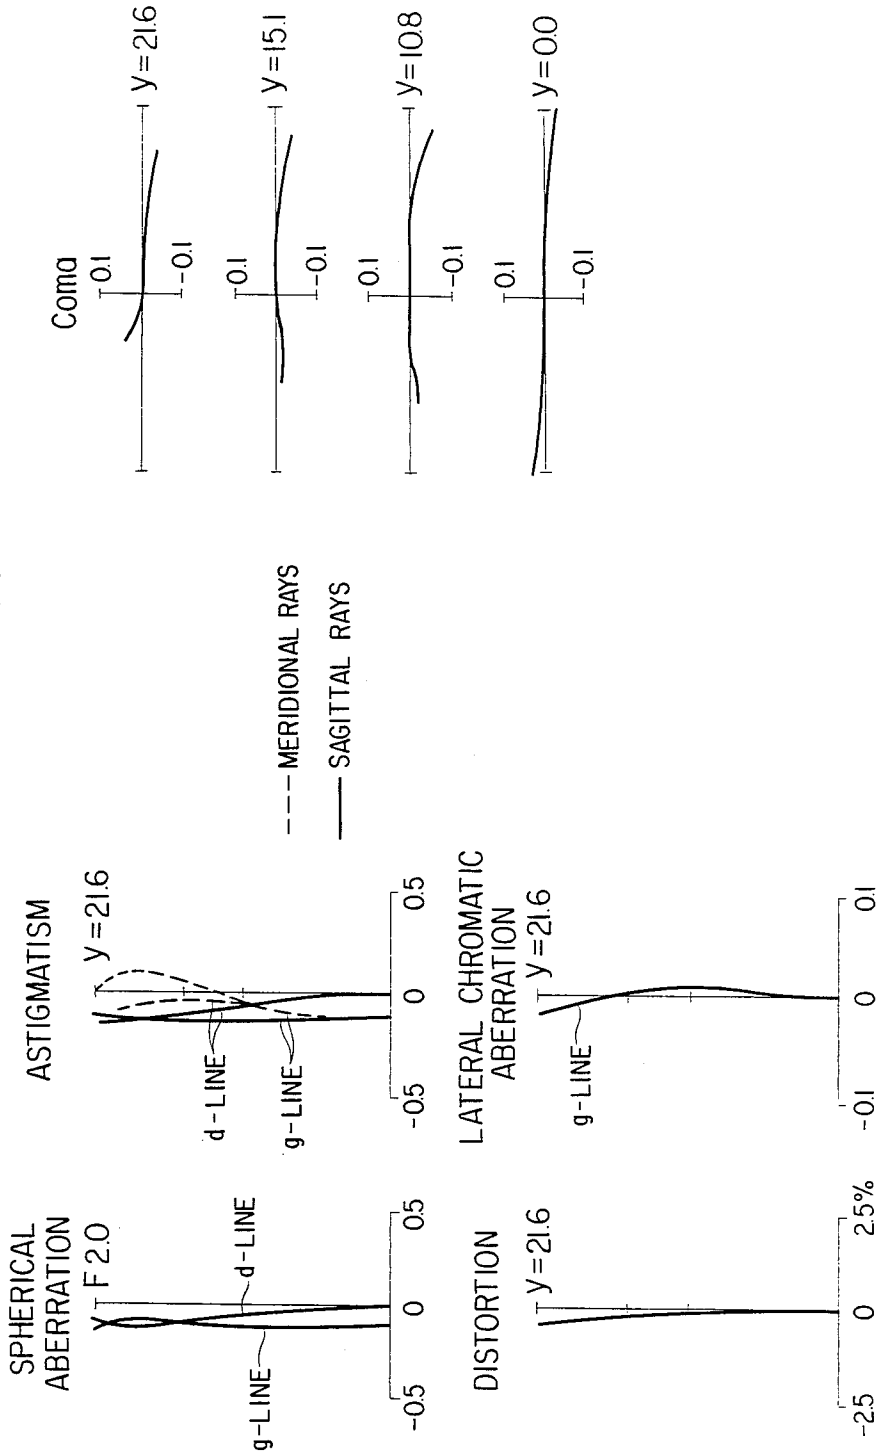 SPHERICAL
ABERRATION
F 2.0
g-LINE
d-LINE
-0.5
0
0.5
ASTIGMATISM
y=21.6
d-LINE
g-LINE
-0.5
0
0.5
--- MERIDIONAL RAYS
— SAGITTAL RAYS
DISTORTION
y=21.6
-2.5
0
2.5%
LATERAL CHROMATIC
ABERRATION
y=21.6
g-LINE
-0.1
0
0.1
Coma
0.1
-0.1
y=21.6
0.1
-0.1
y=15.1
0.1
-0.1
y=10.8
0.1
-0.1
y=0.0